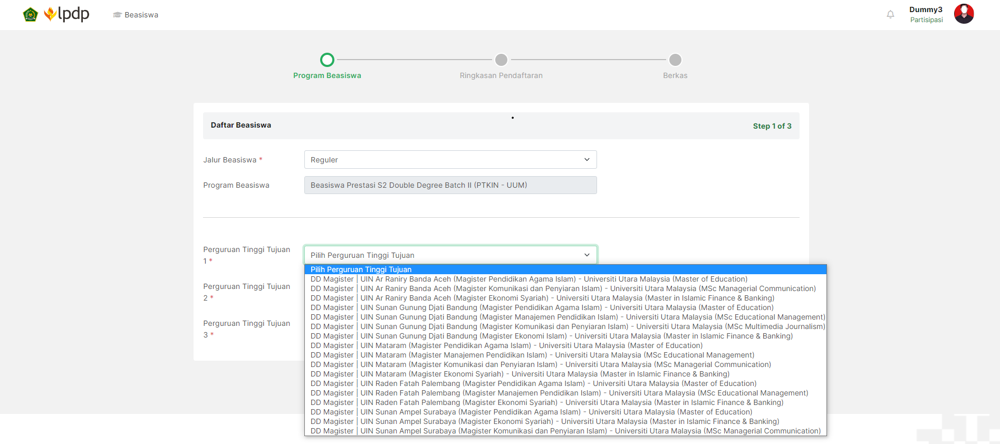 lpdp
Beasiswa
Dummy3
Partisipasi
Program Beasiswa
Ringkasan Pendaftaran
Berkas
Daftar Beasiswa
Step 1 of 3
Jalur Beasiswa *
Reguler
Program Beasiswa
Beasiswa Prestasi S2 Double Degree Batch II (PTKIN - UUM)
Perguruan Tinggi Tujuan
1 *
Pilih Perguruan Tinggi Tujuan
Perguruan Tinggi Tujuan
2 *
Perguruan Tinggi Tujuan
3 *
Pilih Perguruan Tinggi Tujuan
DD Magister | UIN Ar Raniry Banda Aceh (Magister Pendidikan Agama Islam) - Universiti Utara Malaysia (Master of Education)
DD Magister | UIN Ar Raniry Banda Aceh (Magister Komunikasi dan Penyiaran Islam) - Universiti Utara Malaysia (MSc Managerial Communication)
DD Magister | UIN Ar Raniry Banda Aceh (Magister Ekonomi Syariah) - Universiti Utara Malaysia (Master in Islamic Finance & Banking)
DD Magister | UIN Sunan Gunung Djati Bandung (Magister Pendidikan Agama Islam) - Universiti Utara Malaysia (Master of Education)
DD Magister | UIN Sunan Gunung Djati Bandung (Magister Manajemen Pendidikan Islam) - Universiti Utara Malaysia (MSc Educational Management)
DD Magister | UIN Sunan Gunung Djati Bandung (Magister Komunikasi dan Penyiaran Islam) - Universiti Utara Malaysia (MSc Multimedia Journalism)
DD Magister | UIN Sunan Gunung Djati Bandung (Magister Ekonomi Islam) - Universiti Utara Malaysia (Master in Islamic Finance & Banking)
DD Magister | UIN Mataram (Magister Pendidikan Agama Islam) - Universiti Utara Malaysia (Master of Education)
DD Magister | UIN Mataram (Magister Manajemen Pendidikan Islam) - Universiti Utara Malaysia (MSc Educational Management)
DD Magister | UIN Mataram (Magister Komunikasi dan Penyiaran Islam) - Universiti Utara Malaysia (MSc Managerial Communication)
DD Magister | UIN Mataram (Magister Ekonomi Syariah) - Universiti Utara Malaysia (Master in Islamic Finance & Banking)
DD Magister | UIN Raden Fatah Palembang (Magister Pendidikan Agama Islam) - Universiti Utara Malaysia (Master of Education)
DD Magister | UIN Raden Fatah Palembang (Magister Manajemen Pendidikan Islam) - Universiti Utara Malaysia (MSc Educational Management)
DD Magister | UIN Raden Fatah Palembang (Magister Ekonomi Syariah) - Universiti Utara Malaysia (Master in Islamic Finance & Banking)
DD Magister | UIN Sunan Ampel Surabaya (Magister Pendidikan Agama Islam) - Universiti Utara Malaysia (Master of Education)
DD Magister | UIN Sunan Ampel Surabaya (Magister Ekonomi Syariah) - Universiti Utara Malaysia (Master in Islamic Finance & Banking)
DD Magister | UIN Sunan Ampel Surabaya (Magister Komunikasi dan Penyiaran Islam) - Universiti Utara Malaysia (MSc Managerial Communication)